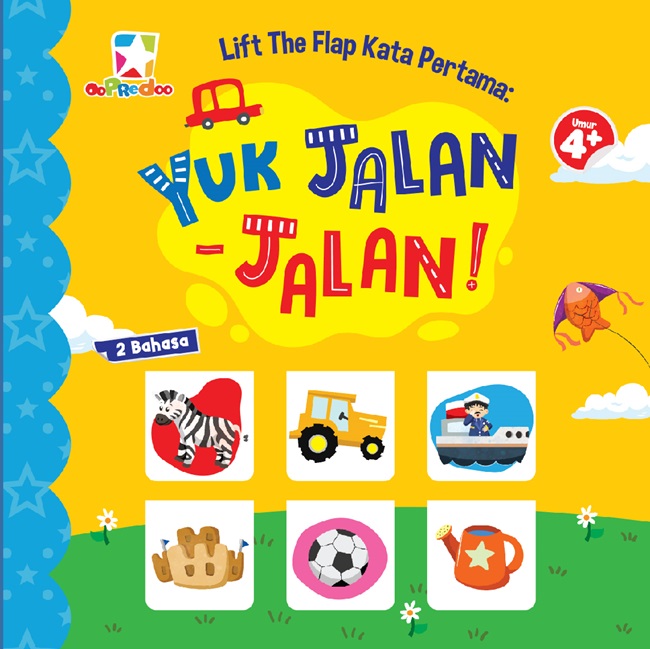 OoPRedoo
Lift The Flap Kata Pertama:
Umur
4+
YUK JALAN
-JALAN!
2 Bahasa